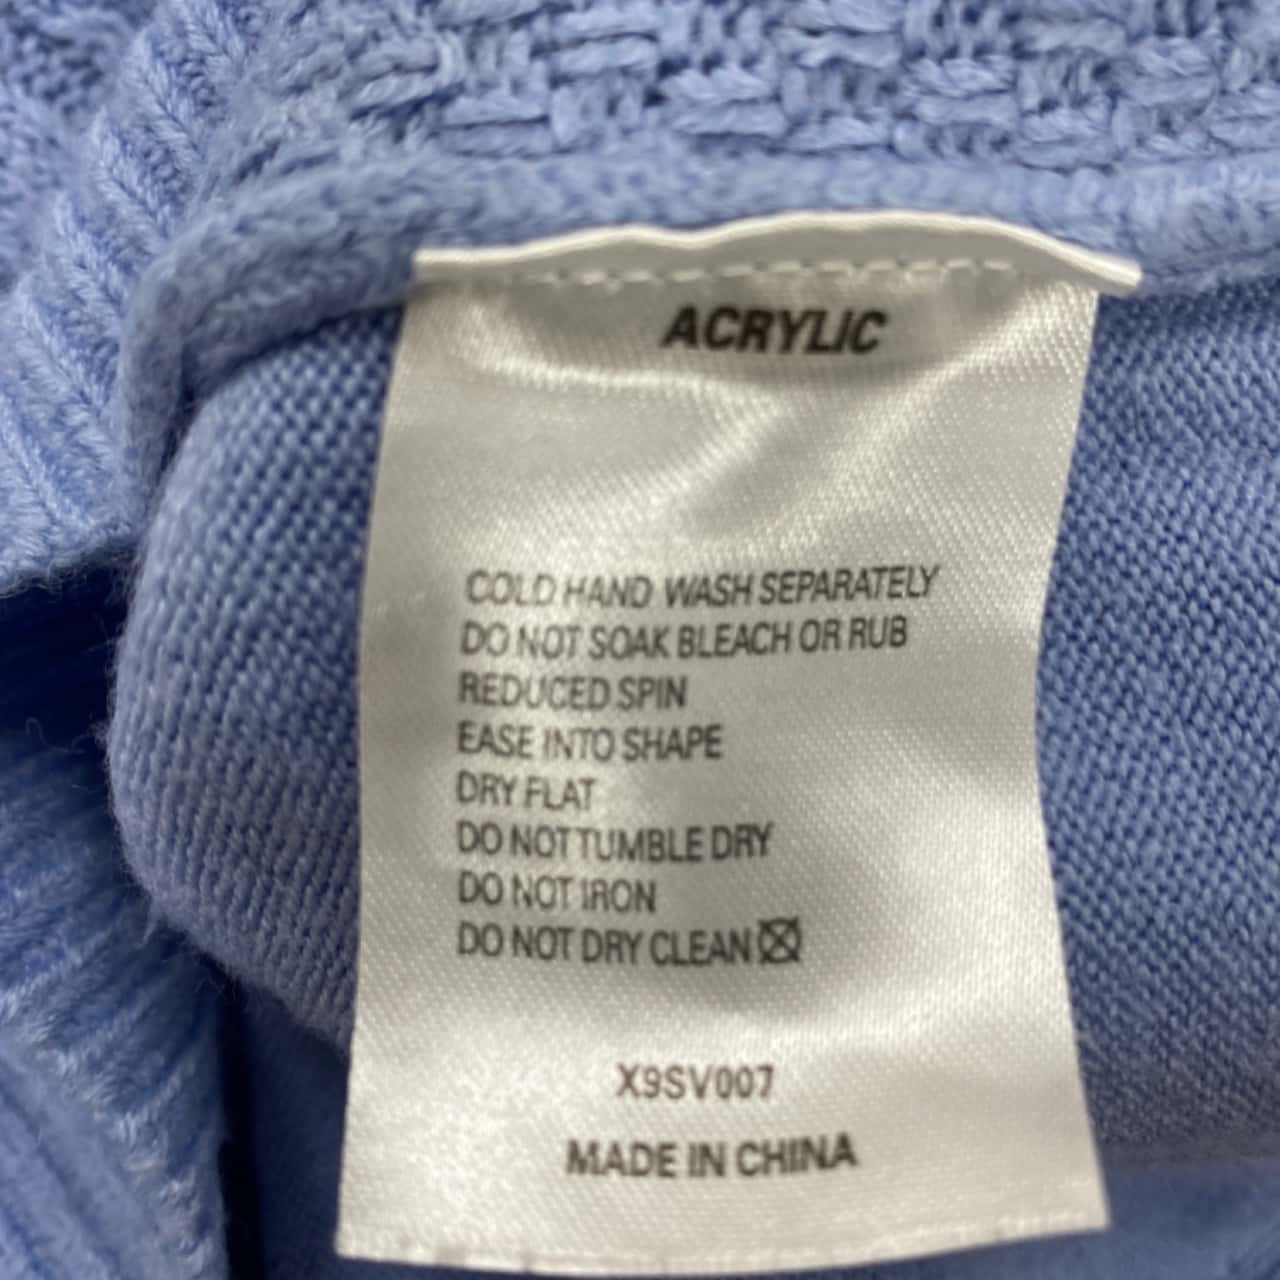 ACRYLIC
COLD HAND WASH SEPARATELY
DO NOT SOAK BLEACH OR RUB
REDUCED SPIN
EASE INTO SHAPE
DRY FLAT
DO NOT TUMBLE DRY
DO NOT IRON
DO NOT DRY CLEAN
X9SV007
MADE IN CHINA